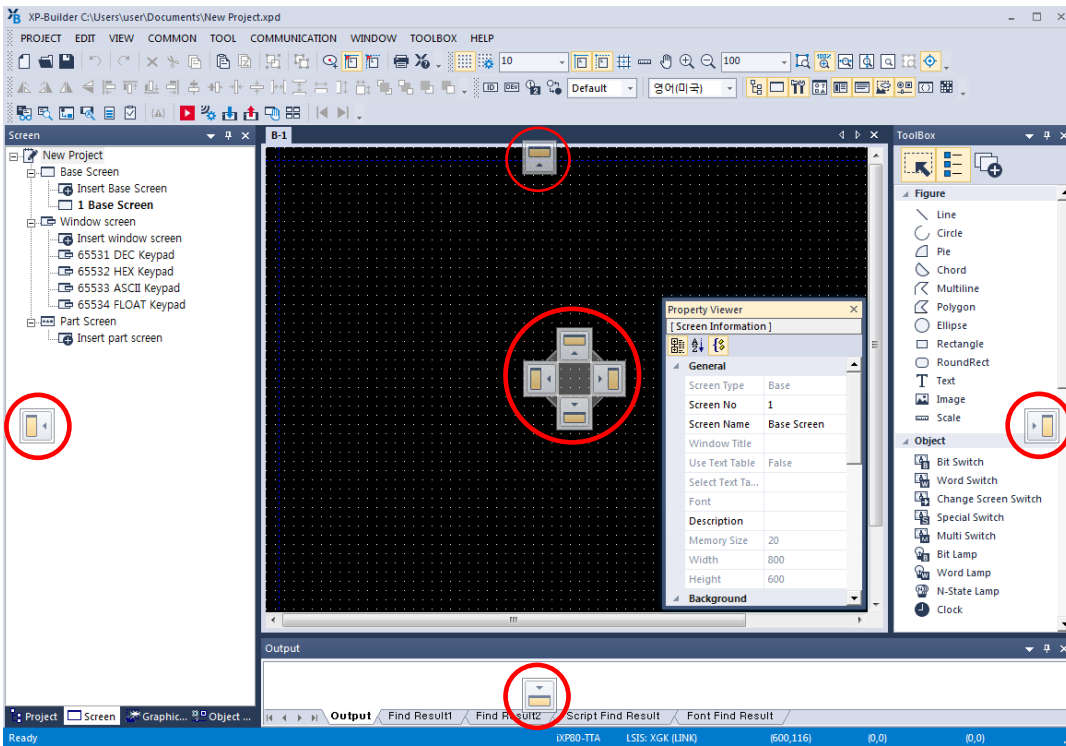 XP-Builder C:\Users\user\Documents\New Project.xpd
PROJECT EDIT VIEW COMMON TOOL COMMUNICATION WINDOW TOOLBOX HELP
10 100
ID DEV Default 영어(미국)
Screen
New Project
Base Screen
Insert Base Screen
1 Base Screen
Window screen
Insert window screen
65531 DEC Keypad
65532 HEX Keypad
65533 ASCII Keypad
65534 FLOAT Keypad
Part Screen
Insert part screen
Project Screen Graphic... Object ...
B-1
Property Viewer
[ Screen Information ]
General
Screen Type Base
Screen No 1
Screen Name Base Screen
Window Title
Use Text Table False
Select Text Ta...
Font
Description
Memory Size 20
Width 800
Height 600
Background
ToolBox
Figure
Line
Circle
Pie
Chord
Multiline
Polygon
Ellipse
Rectangle
RoundRect
Text
Image
Scale
Object
Bit Switch
Word Switch
Change Screen Switch
Special Switch
Multi Switch
Bit Lamp
Word Lamp
N-State Lamp
Clock
Output
Output Find Result1 Find Result2 Script Find Result Font Find Result
Ready iXP80-TTA LSIS: XGK (LINK) (600,116) (0,0) (0,0)